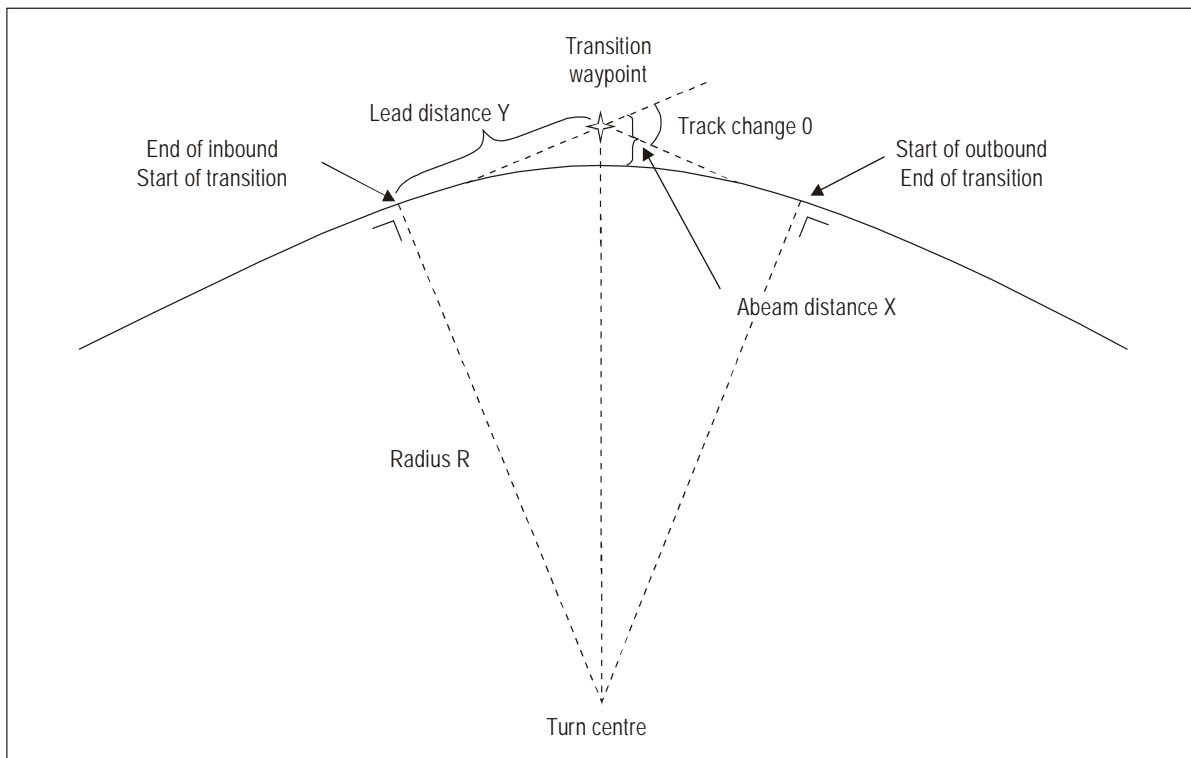 Transition
waypoint
Lead distance Y
Track change 0
End of inbound
Start of transition
Start of outbound
End of transition
Abeam distance X
Radius R
Turn centre